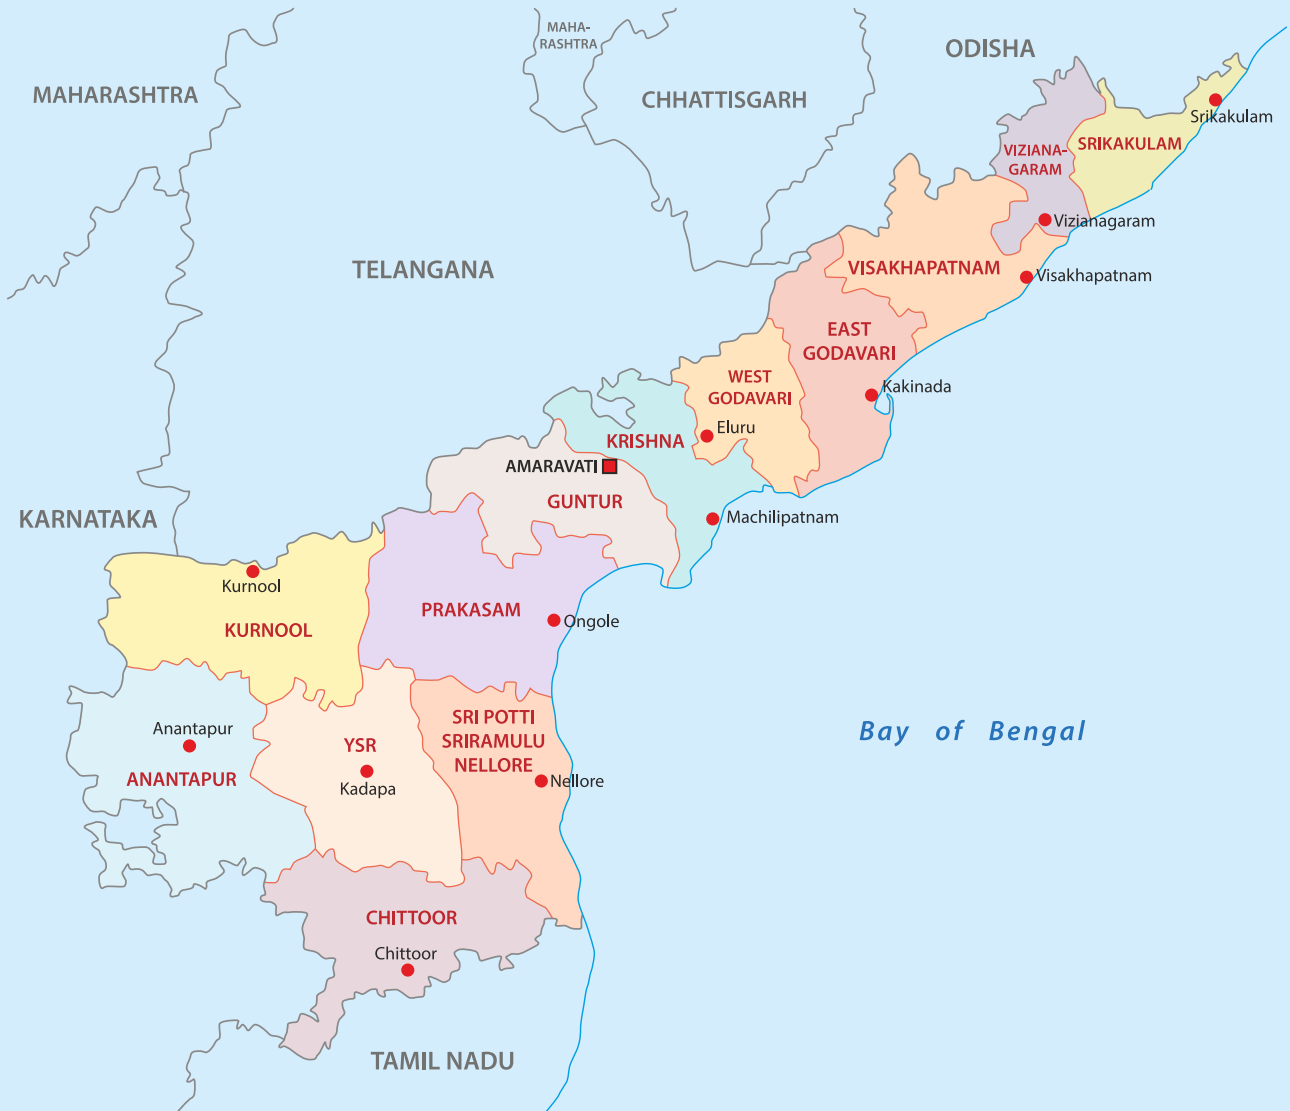 MAHA-
RASHTRA
ODISHA
MAHARASHTRA
CHHATTISGARH
Srikakulam
SRIKAKULAM
VIZIANA-
GARAM
Vizianagaram
TELANGANA
VISAKHAPATNAM
Visakhapatnam
EAST
GODAVARI
WEST
GODAVARI
Kakinada
Eluru
KRISHNA
AMARAVATI
GUNTUR
Machilipatnam
KARNATAKA
Kurnool
KURNOOL
PRAKASAM
Ongole
SRI POTTI
SRIRAMULU
NELLORE
Nellore
Anantapur
ANANTAPUR
YSR
Kadapa
Bay of Bengal
CHITTOOR
Chittoor
TAMIL NADU